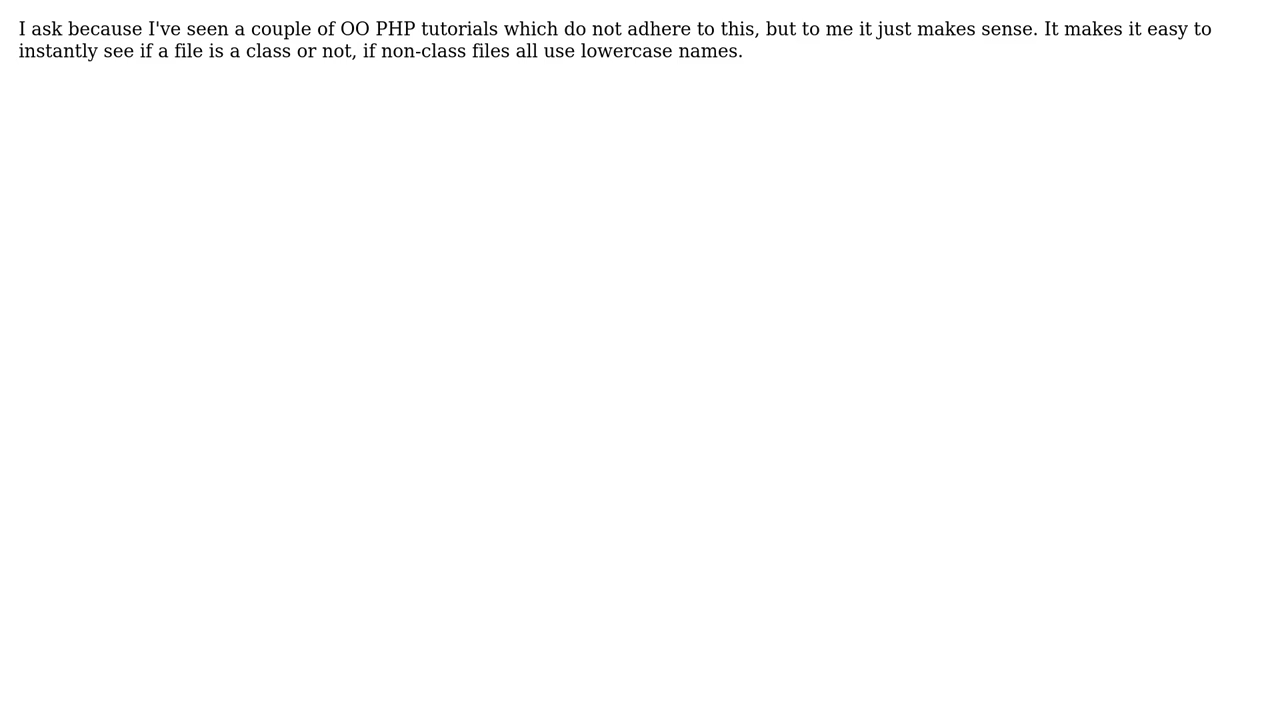 I ask because I've seen a couple of OO PHP tutorials which do not adhere to this, but to me it just makes sense. It makes it easy to
instantly see if a file is a class or not, if non-class files all use lowercase names.